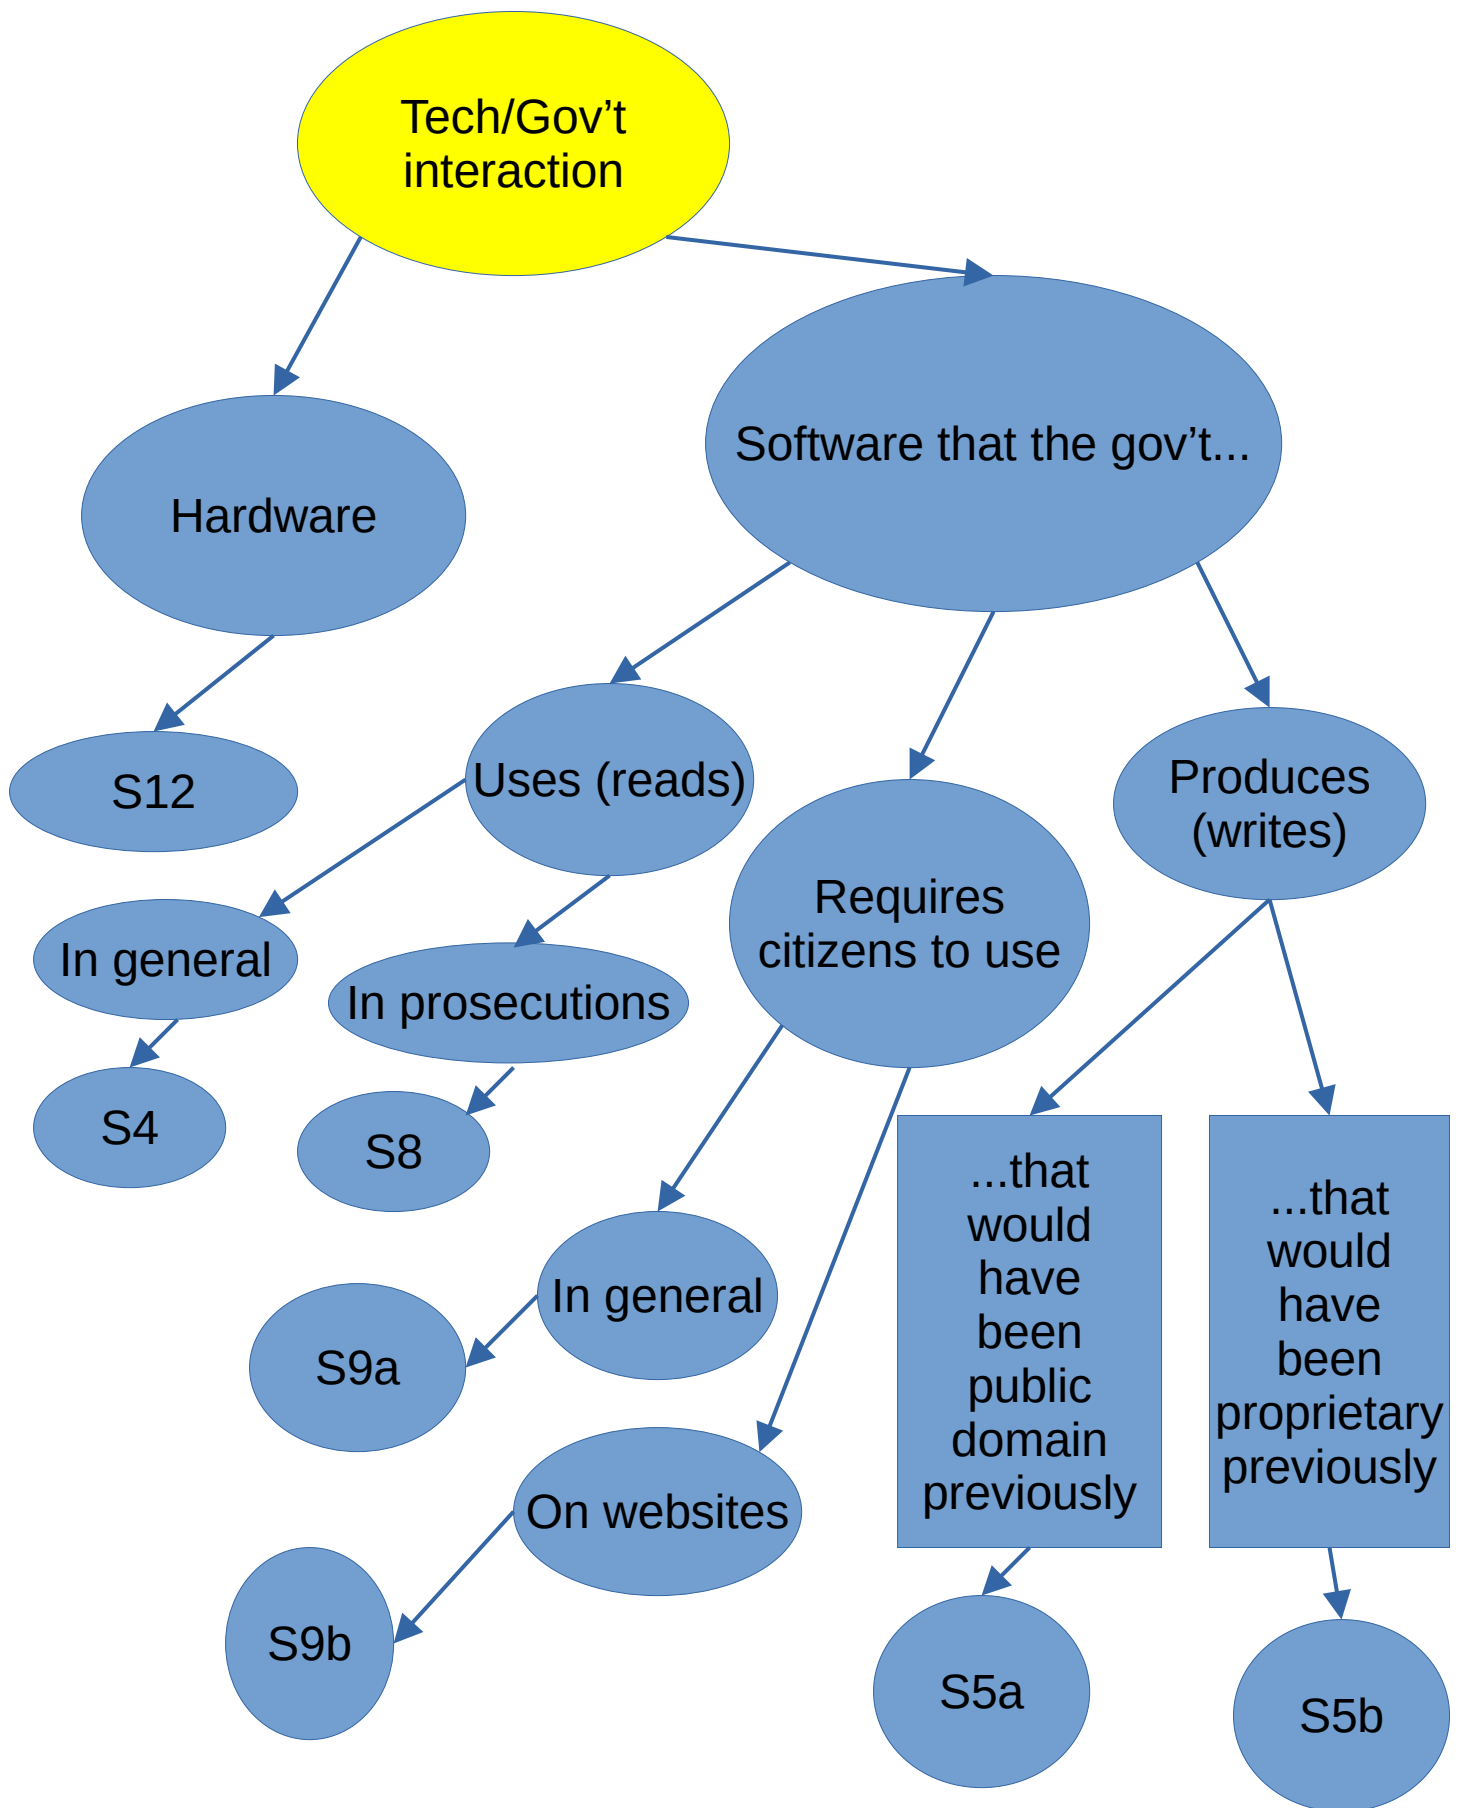 Tech/Gov’t
interaction
Software that the gov’t...
Hardware
Uses (reads)
Produces
(writes)
S12
Requires
citizens to use
In general
In prosecutions
S4
S8
...that
would
have
been
public
domain
previously
...that
would
have
been
proprietary
previously
In general
S9a
On websites
S9b
S5a
S5b